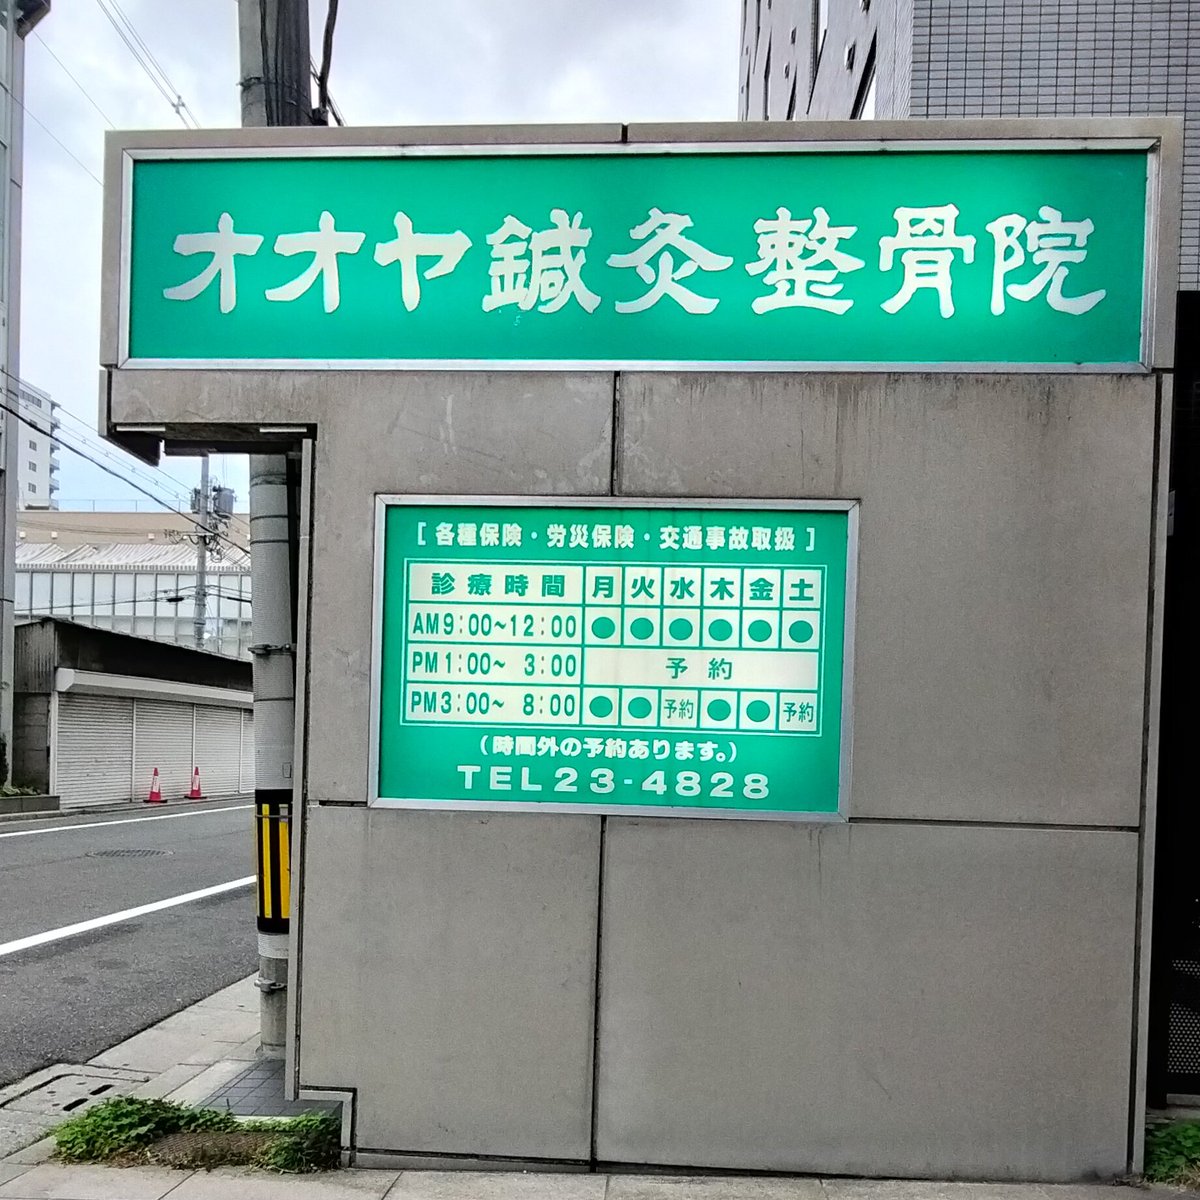 オオヤ鍼灸整骨院
[ 各種保険・労災保険・交通事故取扱 ]
診療時間 月 火 水 木 金 土
AM9:00~12:00 ● ● ● ● ● ●
PM1:00~ 3:00 予約
PM3:00~ 8:00 ● ● 予約 ● ● 予約
(時間外の予約あります。)
TEL23-4828